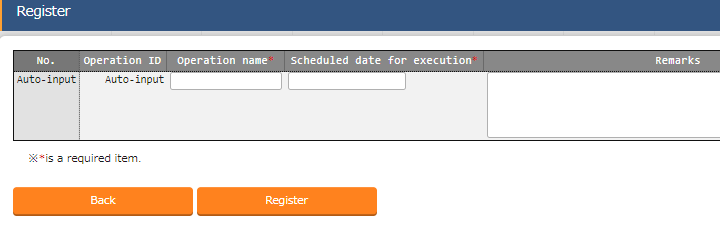 Register
No. Operation ID Operation name* Scheduled date for execution* Remarks
Auto-input Auto-input
※*is a required item.
Back Register